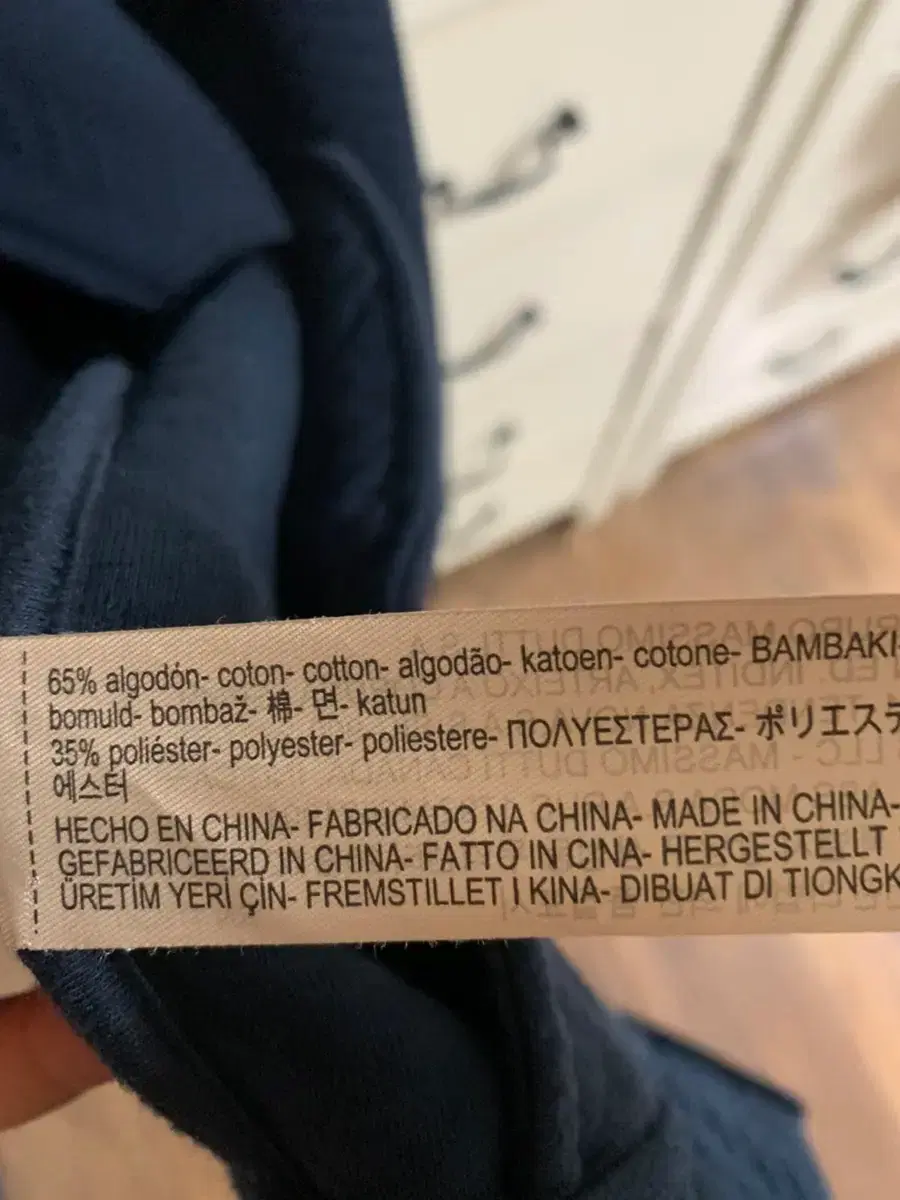 65% algodón- coton- cotton- algodão- katoen- cotone- BAMBAKI-
bomuld- bombaž- 棉- 면- katun
35% poliéster- polyester- poliestere- ΠΟΛΥΕΣΤΕΡΑΣ- ポリエステ
에스터
HECHO EN CHINA- FABRICADO NA CHINA- MADE IN CHINA-
GEFABRICEERD IN CHINA- FATTO IN CINA- HERGESTELLT
ÜRETİM YERİ ÇİN- FREMSTILLET I KINA- DIBUAT DI TIONGK